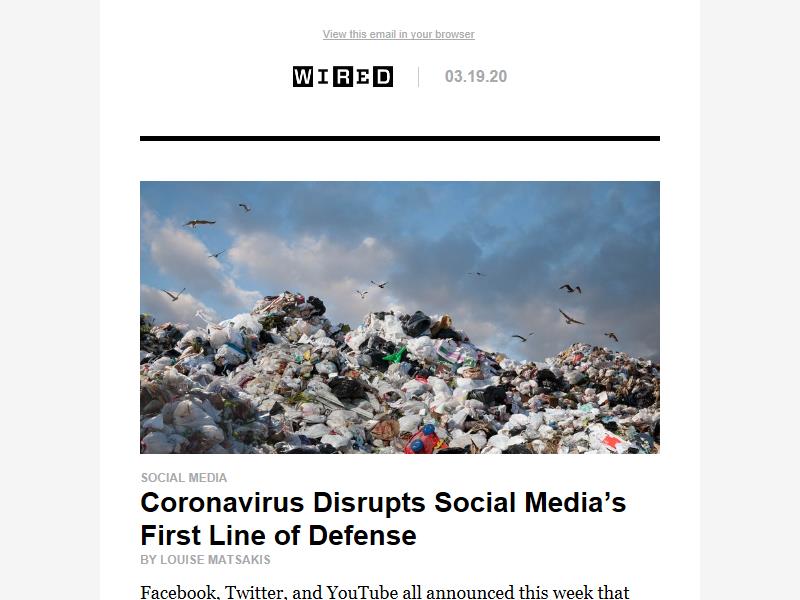 View this email in your browser
WIRED 03.19.20
SOCIAL MEDIA
Coronavirus Disrupts Social Media’s
First Line of Defense
BY LOUISE MATSAKIS
Facebook, Twitter, and YouTube all announced this week that